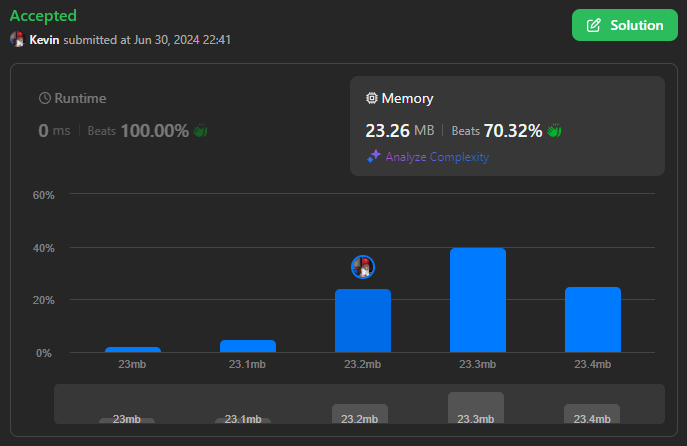 Accepted
Kevin submitted at Jun 30, 2024 22:41
Solution
Runtime
0 ms Beats 100.00%
Memory
23.26 MB Beats 70.32%
Analyze Complexity
60%
40%
20%
0%
23mb 23.1mb 23.2mb 23.3mb 23.4mb
23mb 23.1mb 23.2mb 23.3mb 23.4mb